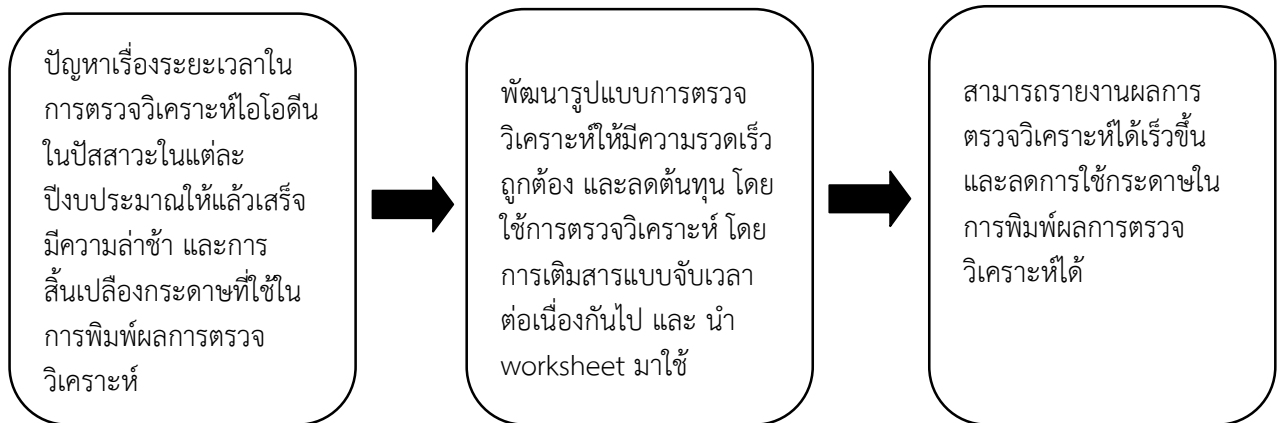 ปัญหาเรื่องระยะเวลาใน
การตรวจวิเคราะห์ไอโอดีน
ในปัสสาวะในแต่ละ
ปีงบประมาณให้แล้วเสร็จ
มีความล่าช้า และการ
สิ้นเปลืองกระดาษที่ใช้ใน
การพิมพ์ผลการตรวจ
วิเคราะห์
พัฒนารูปแบบการตรวจ
วิเคราะห์ให้มีความรวดเร็ว
ถูกต้อง และลดต้นทุน โดย
ใช้การตรวจวิเคราะห์ โดย
การเติมสารแบบจับเวลา
ต่อเนื่องกันไป และ นำ
worksheet มาใช้
สามารถรายงานผลการ
ตรวจวิเคราะห์ได้เร็วขึ้น
และลดการใช้กระดาษใน
การพิมพ์ผลการตรวจ
วิเคราะห์ได้